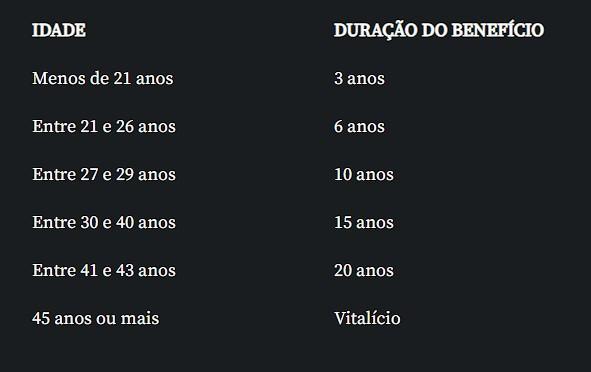 IDADE DURAÇÃO DO BENEFÍCIO
Menos de 21 anos 3 anos
Entre 21 e 26 anos 6 anos
Entre 27 e 29 anos 10 anos
Entre 30 e 40 anos 15 anos
Entre 41 e 43 anos 20 anos
45 anos ou mais Vitalício